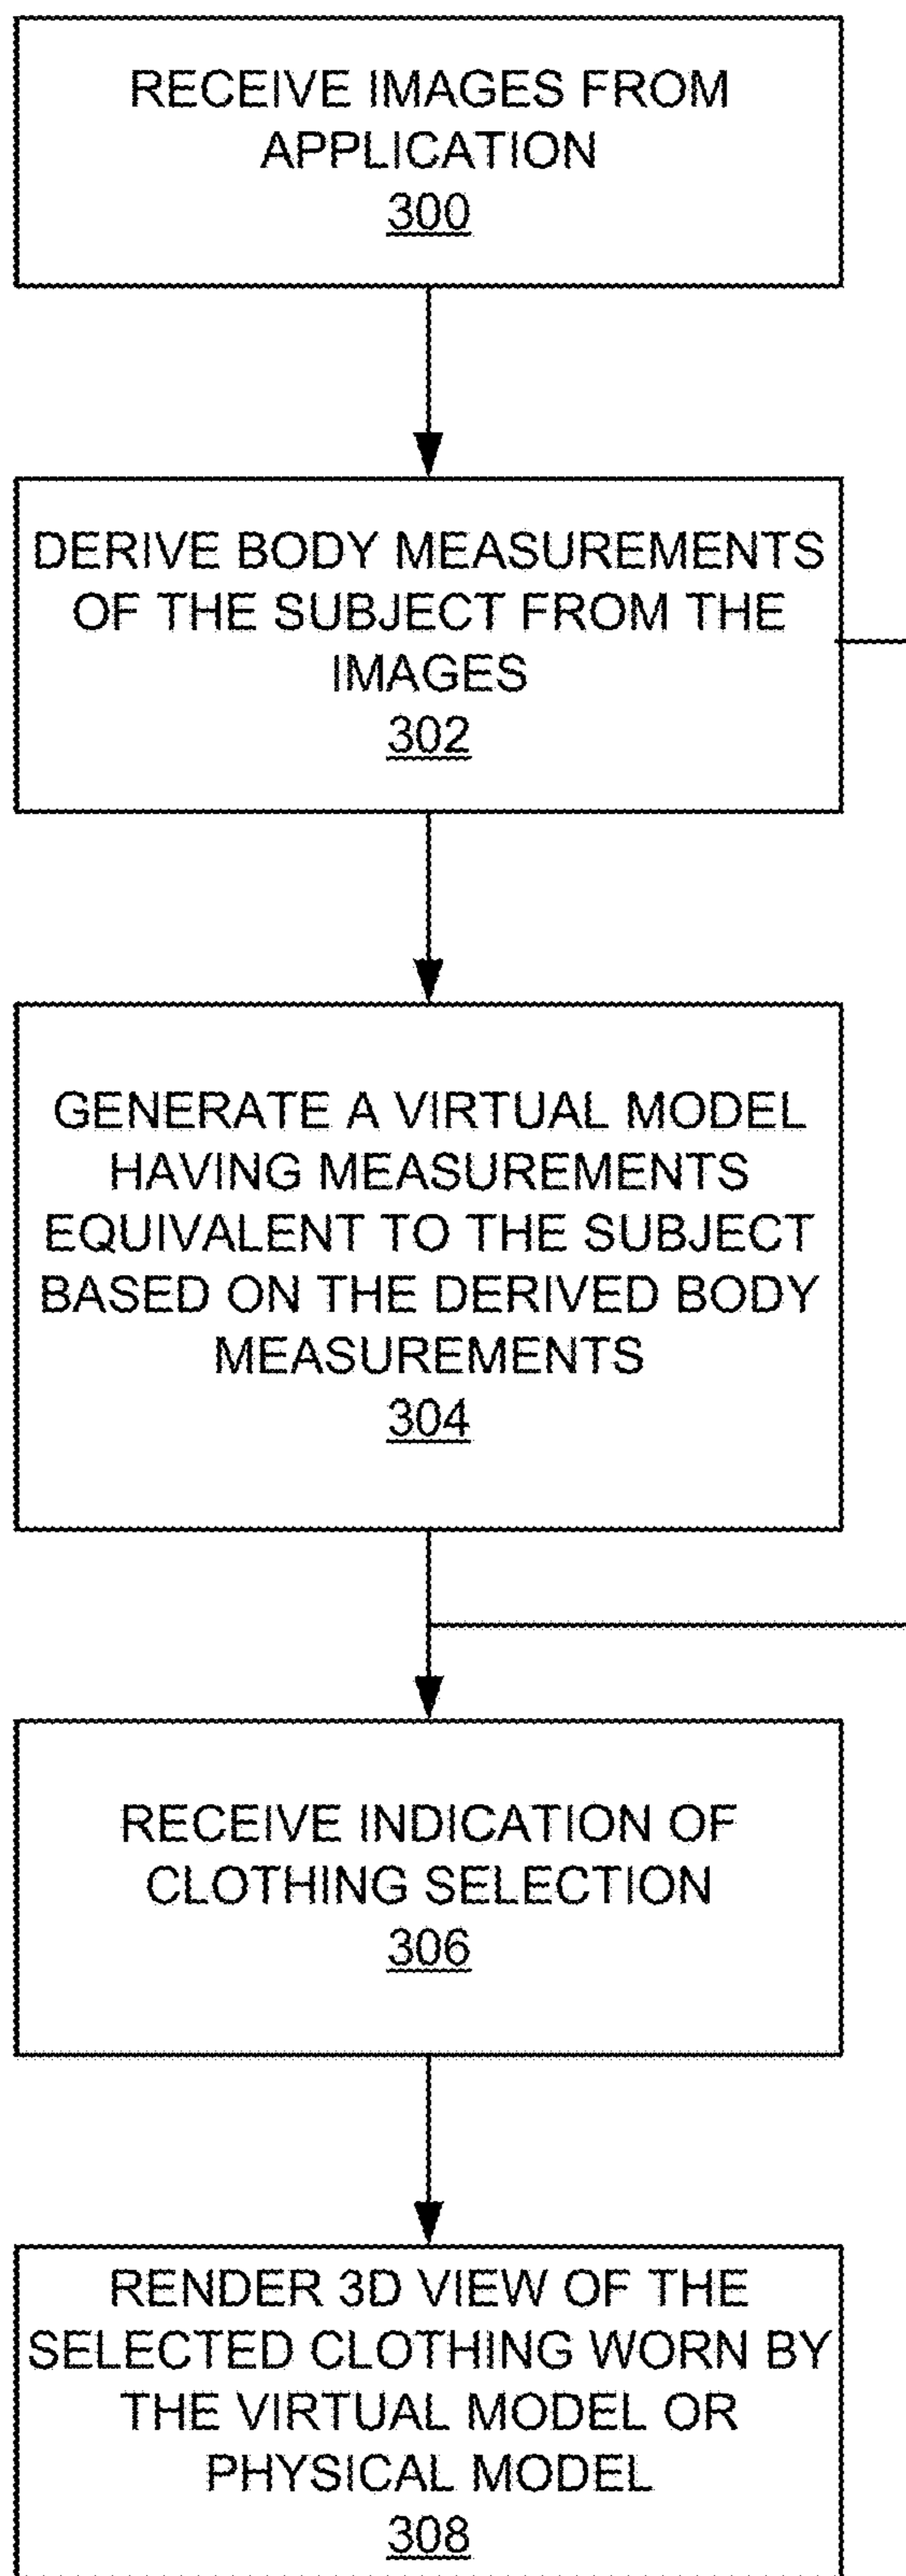 RECEIVE IMAGES FROM
APPLICATION
300
DERIVE BODY MEASUREMENTS
OF THE SUBJECT FROM THE
IMAGES
302
GENERATE A VIRTUAL MODEL
HAVING MEASUREMENTS
EQUIVALENT TO THE SUBJECT
BASED ON THE DERIVED BODY
MEASUREMENTS
304
RECEIVE INDICATION OF
CLOTHING SELECTION
306
RENDER 3D VIEW OF THE
SELECTED CLOTHING WORN BY
THE VIRTUAL MODEL OR
PHYSICAL MODEL
308